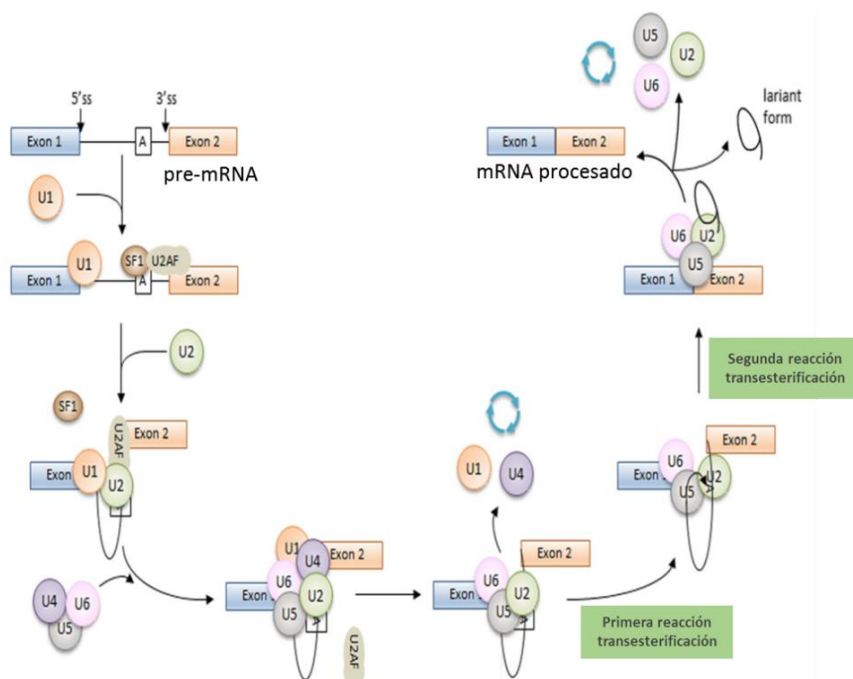 5'ss 3'ss
Exon 1 A Exon 2
pre-mRNA
U1
U1 SF1 U2AF
Exon 1 A Exon 2
U2
SF1
U2AF Exon 2
Exon U1
U2
U4 U6
U5
U1 U4 Exon 2
U6
Exon U2
U5 A
U2AF
U1 U4
Exon 2
U6 U2
Exon U5 A
Primera reacción
transesterificación
Exon 2
U6
Exon U5 U2
A
Segunda reacción
transesterificación
U6 U2
U5
Exon 1 Exon 2
Exon 1 Exon 2
mRNA procesado
lariant
form
U5
U2
U6